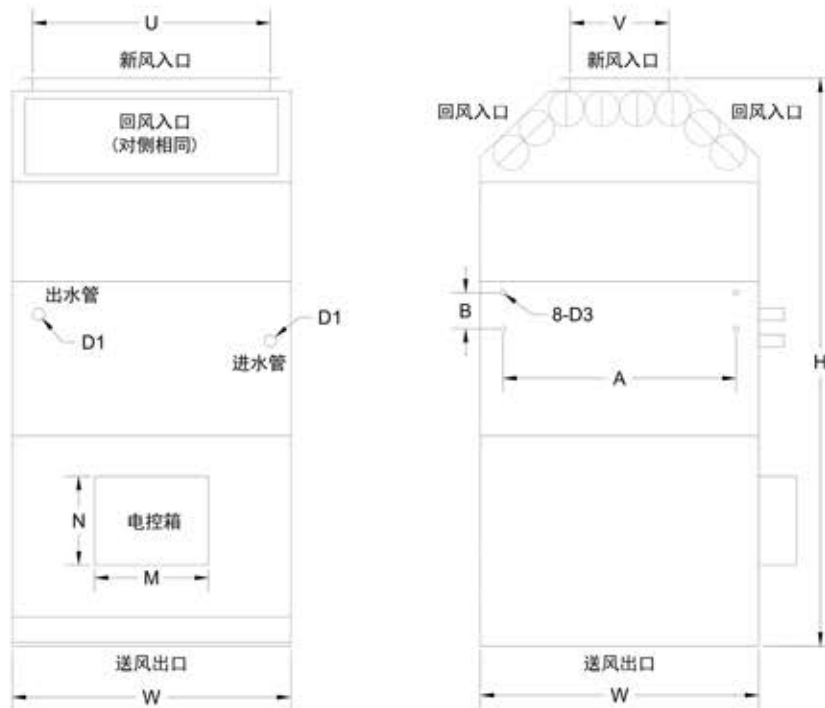 U
新风入口
回风入口
(对侧相同)
出水管
D1
D1
进水管
N
电控箱
M
送风出口
W
V
新风入口
回风入口
回风入口
B
8-D3
A
H
送风出口
W